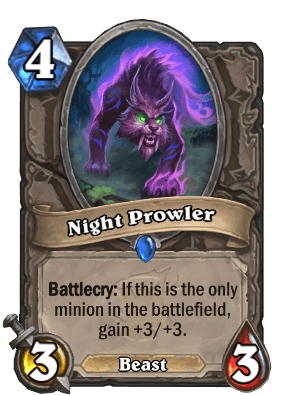 4
Night Prowler
Battlecry: If this is the only
minion in the battlefield,
gain +3/+3.
3
Beast
3